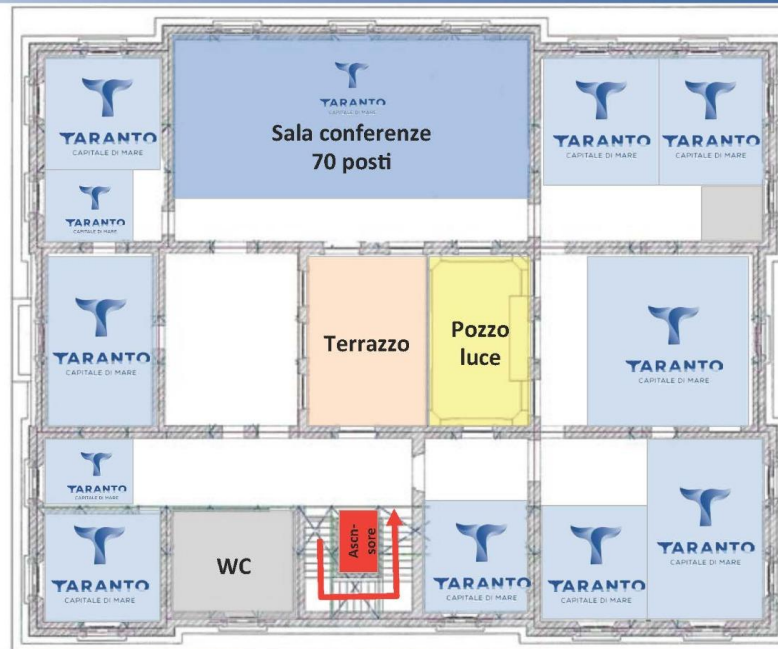 TARANTO
CAPITALE DI MARE
TARANTO
CAPITALE DI MARE
Sala conferenze
70 posti
TARANTO
CAPITALE DI MARE
TARANTO
CAPITALE DI MARE
TARANTO
CAPITALE DI MARE
TARANTO
CAPITALE DI MARE
Terrazzo
Pozzo
luce
TARANTO
CAPITALE DI MARE
TARANTO
CAPITALE DI MARE
TARANTO
CAPITALE DI MARE
WC
Ascn-
sore
TARANTO
CAPITALE DI MARE
TARANTO
CAPITALE DI MARE
TARANTO
CAPITALE DI MARE